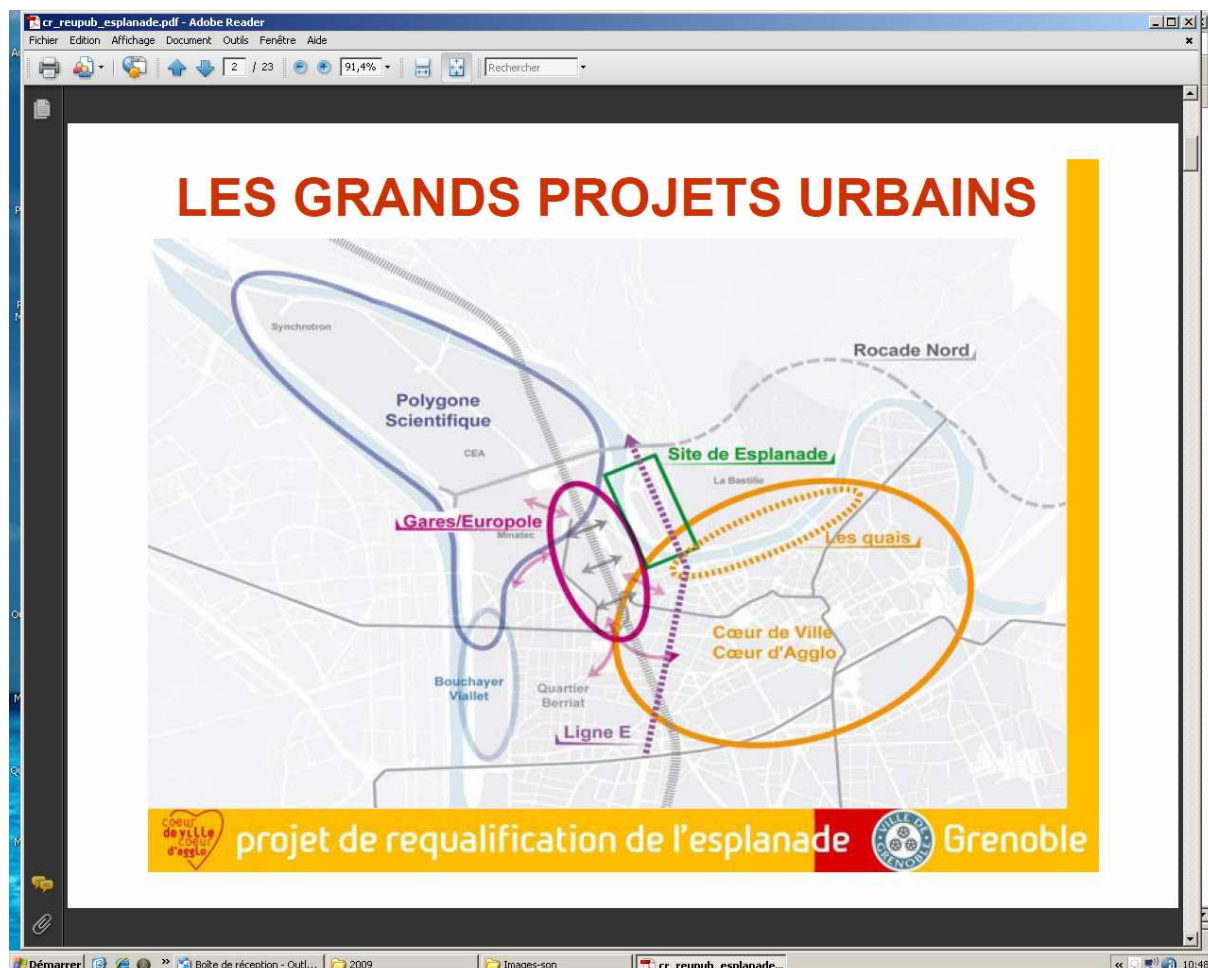 cr_reupub_esplanade.pdf - Adobe Reader
Fichier Edition Affichage Document Outils Fenêtre Aide
2 / 23 91,4% Rechercher
LES GRANDS PROJETS URBAINS
Synchrotron
Rocade Nord
Polygone
Scientifique
CEA
Site de Esplanade
La Bastille
Gares/Europole
Minatec
Les quais
Cœur de Ville
Cœur d'Agglo
Bouchayer
Viallet
Quartier
Berriat
Ligne E
coeur
de ville
coeur
d'agglo
projet de requalification de l'esplanade
VILLE DE
GRENOBLE
Grenoble
Démarrer » Boîte de réception - Outl... 2009 Images-son cr_reupub_esplanade... « 10:48